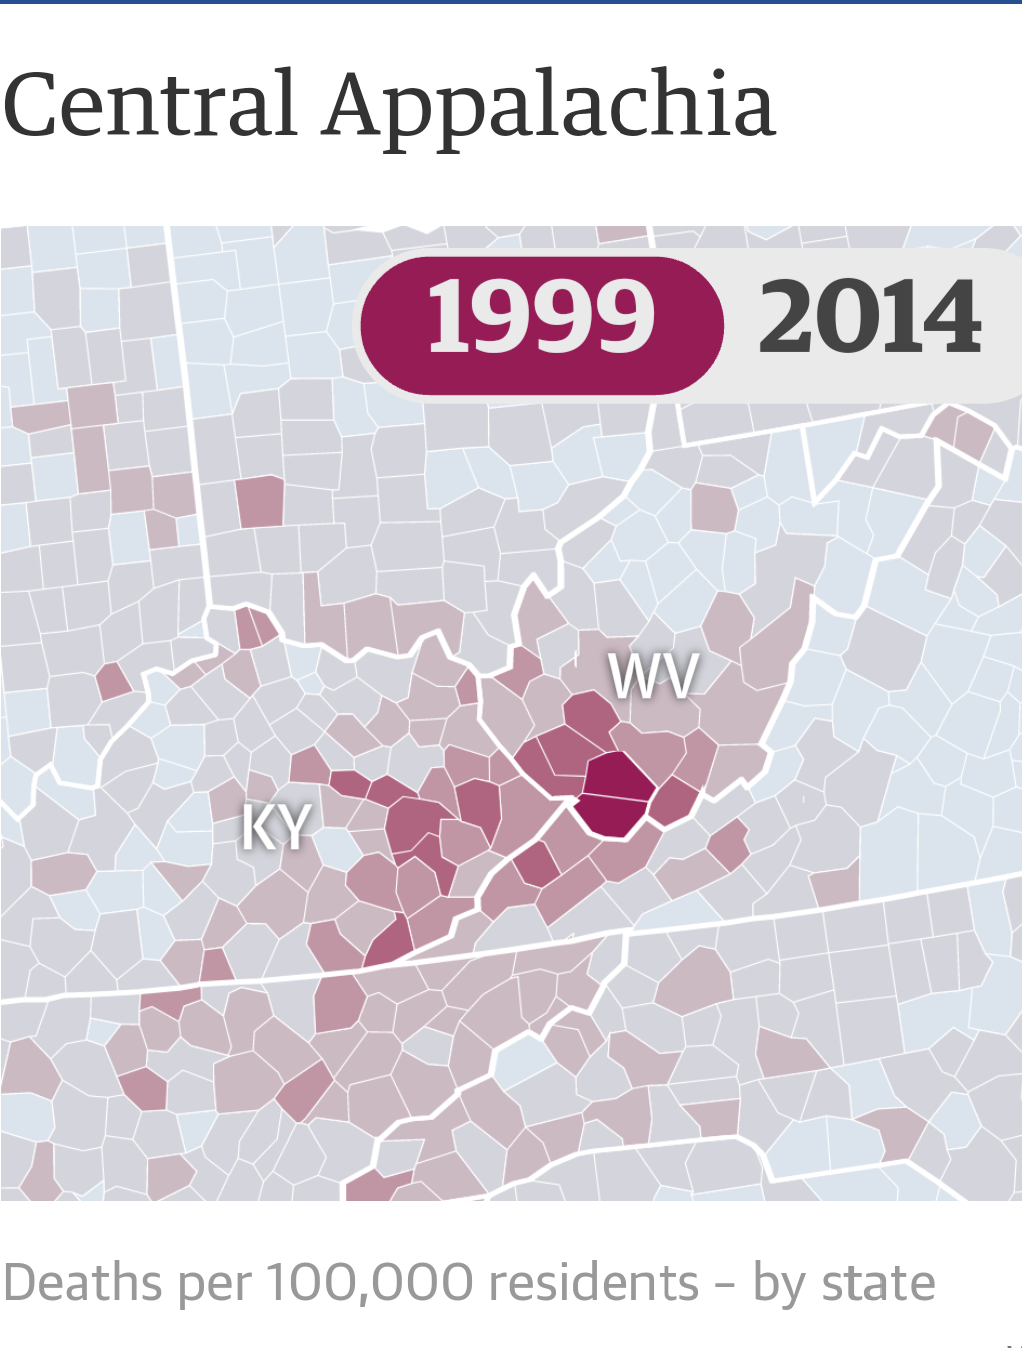 Central Appalachia
1999 2014
WV
KY
Deaths per 100,000 residents – by state